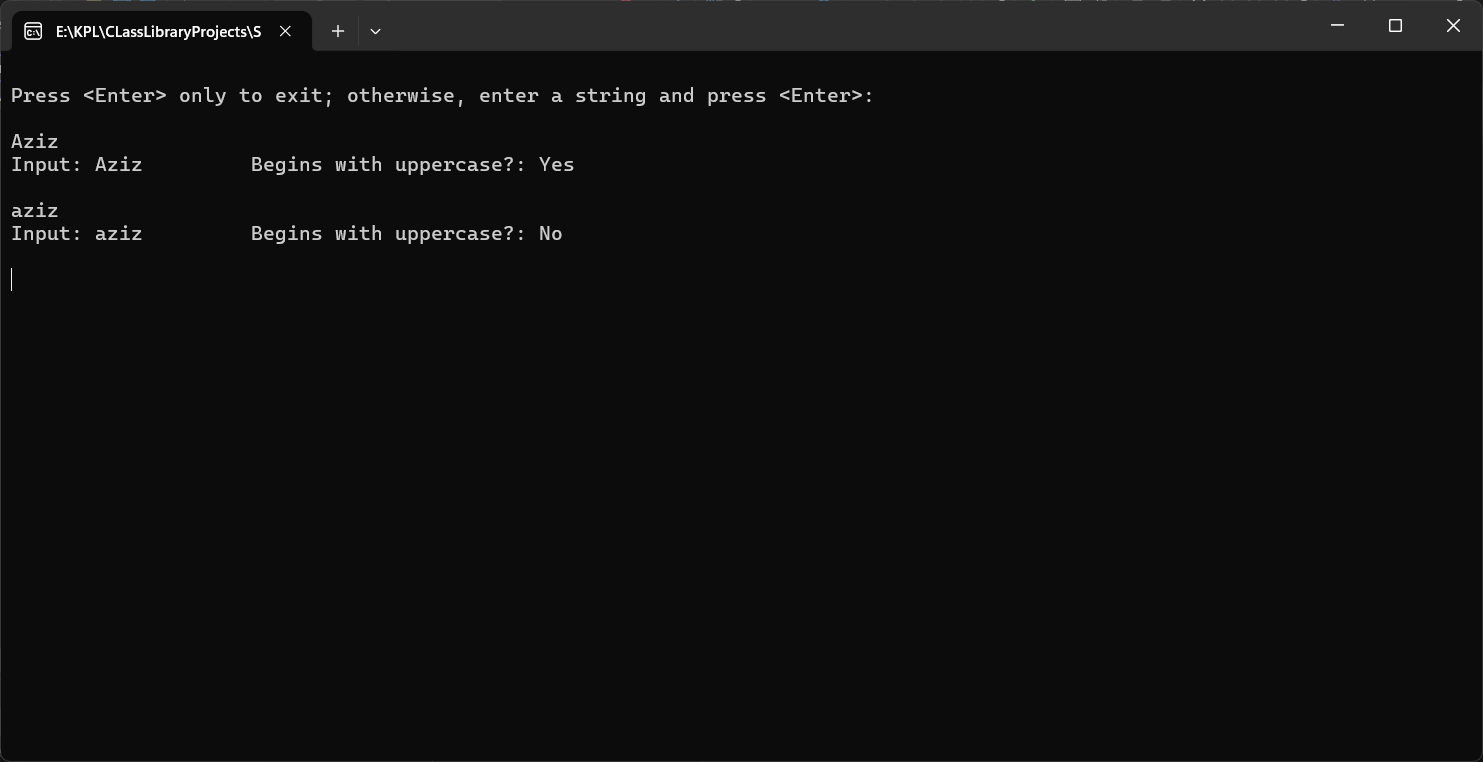 E:\KPL\CLassLibraryProjects\S
Press <Enter> only to exit; otherwise, enter a string and press <Enter>:
Aziz
Input: Aziz         Begins with uppercase?: Yes
aziz
Input: aziz         Begins with uppercase?: No